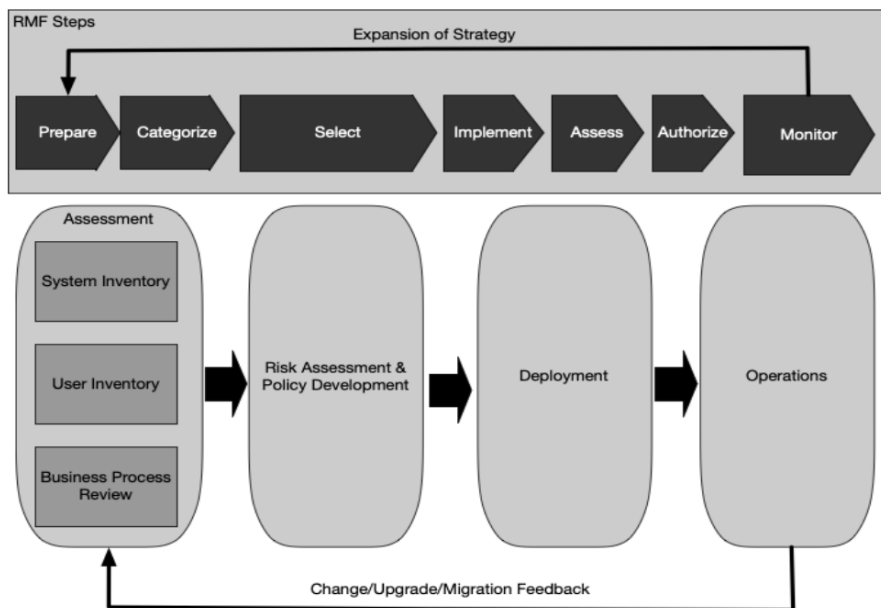 RMF Steps
Expansion of Strategy
Prepare
Categorize
Select
Implement
Assess
Authorize
Monitor
Assessment
System Inventory
User Inventory
Business Process
Review
Risk Assessment &
Policy Development
Deployment
Operations
Change/Upgrade/Migration Feedback